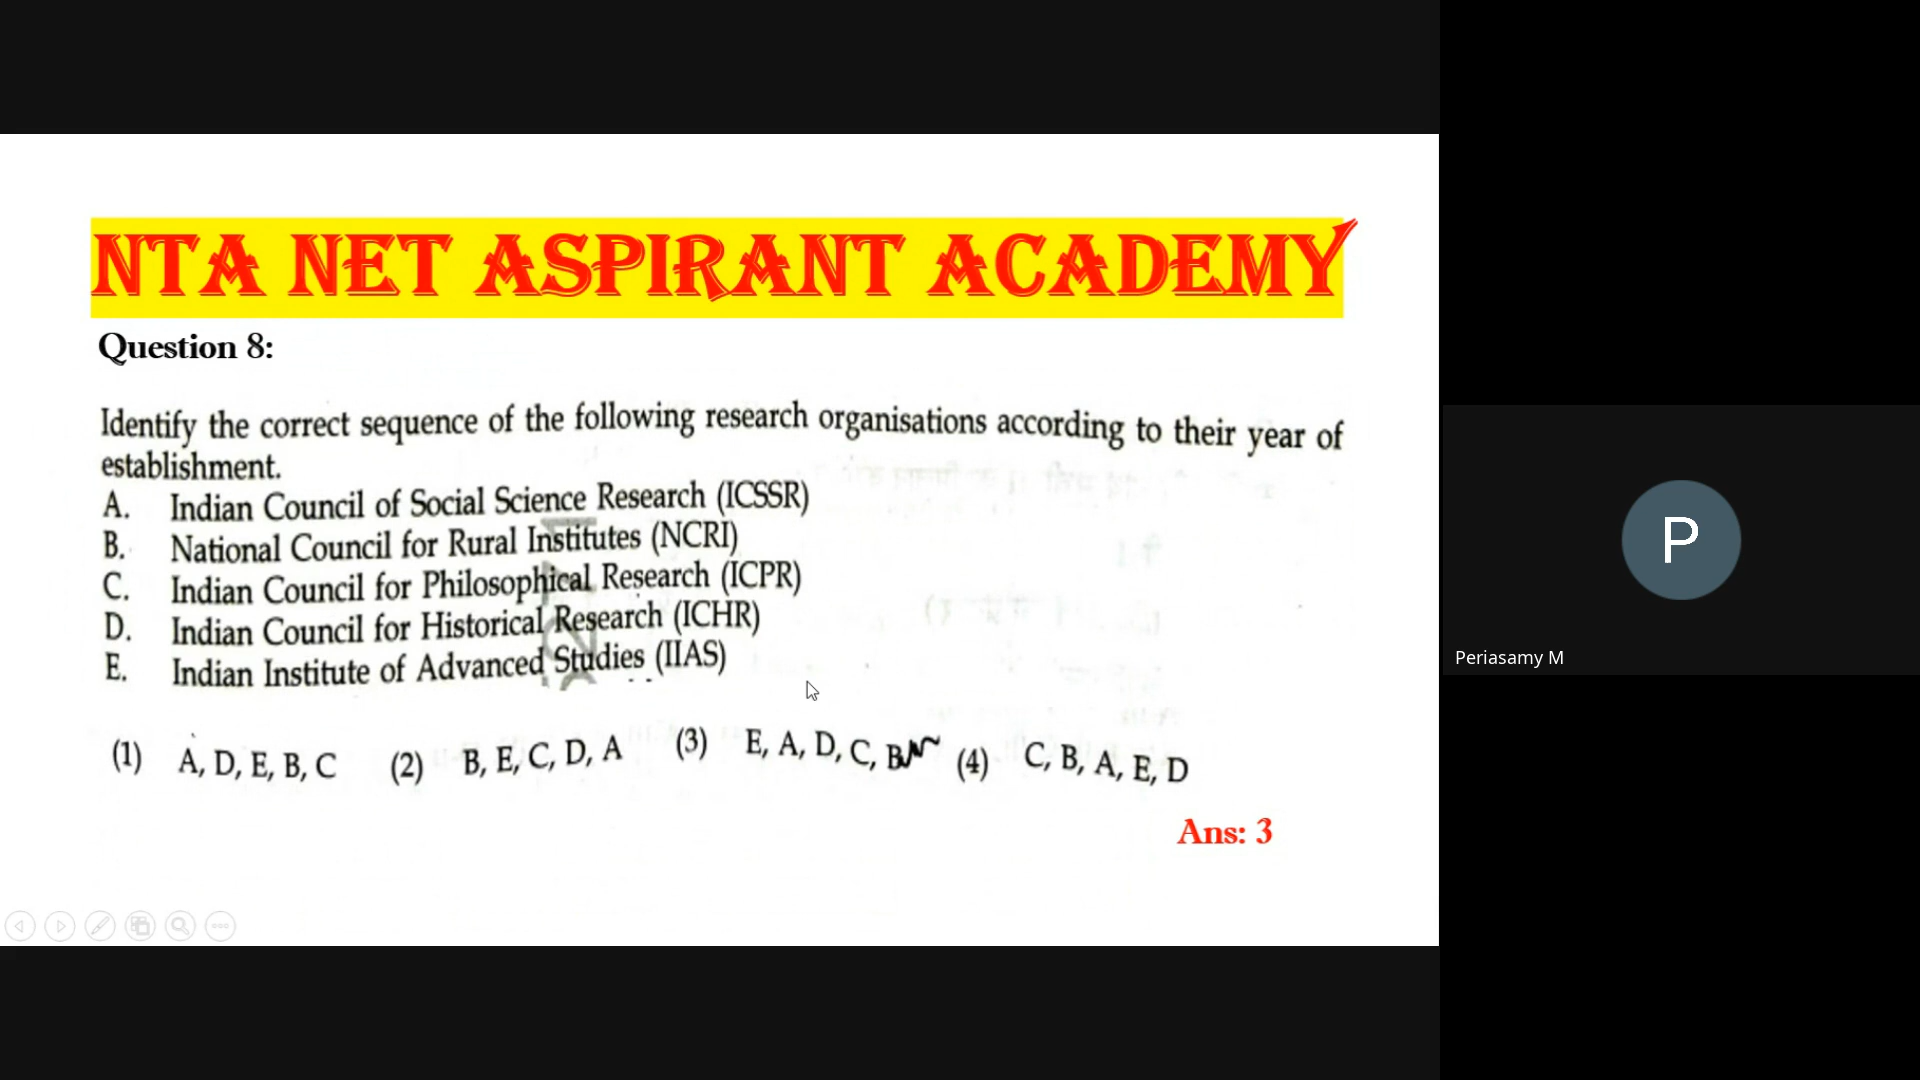 NTA NET ASPIRANT ACADEMY
Question 8:
Identify the correct sequence of the following research organisations according to their year of
establishment.
A. Indian Council of Social Science Research (ICSSR)
B. National Council for Rural Institutes (NCRI)
C. Indian Council for Philosophical Research (ICPR)
D. Indian Council for Historical Research (ICHR)
E. Indian Institute of Advanced Studies (IIAS)
(1) A, D, E, B, C (2) B, E, C, D, A (3) E, A, D, C, B (4) C, B, A, E, D
Ans: 3
P
Periasamy M